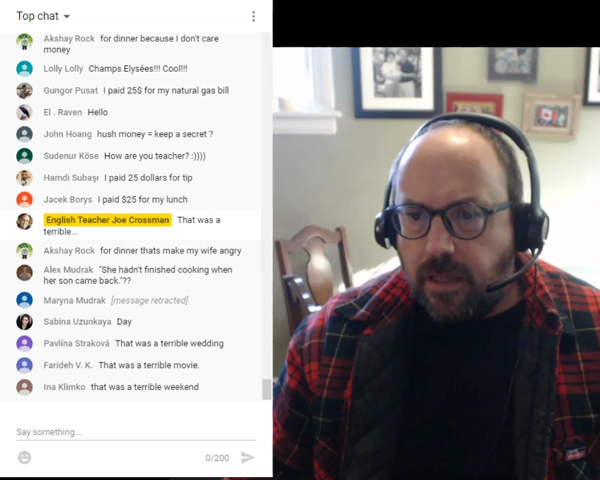 Top chat
Akshay Rock for dinner because I don't care
money
Lolly Lolly Champs Elysées!!! Cool!!!
Gungor Pusat I paid 25$ for my natural gas bill
El . Raven Hello
John Hoang hush money = keep a secret ?
Sudenur Köse How are you teacher? :))))
Hamdi Subaşı I paid 25 dollars for tip
Jacek Borys I paid $25 for my lunch
English Teacher Joe Crossman That was a
terrible...
Akshay Rock for dinner thats make my wife angry
Alex Mudrak "She hadn't finished cooking when
her son came back."??
Maryna Mudrak [message retracted]
Sabina Uzunkaya Day
Pavlína Straková That was a terrible wedding
Farideh V. K. That was a terrible movie.
Ina Klimko that was a terrible weekend
Say something...
0/200